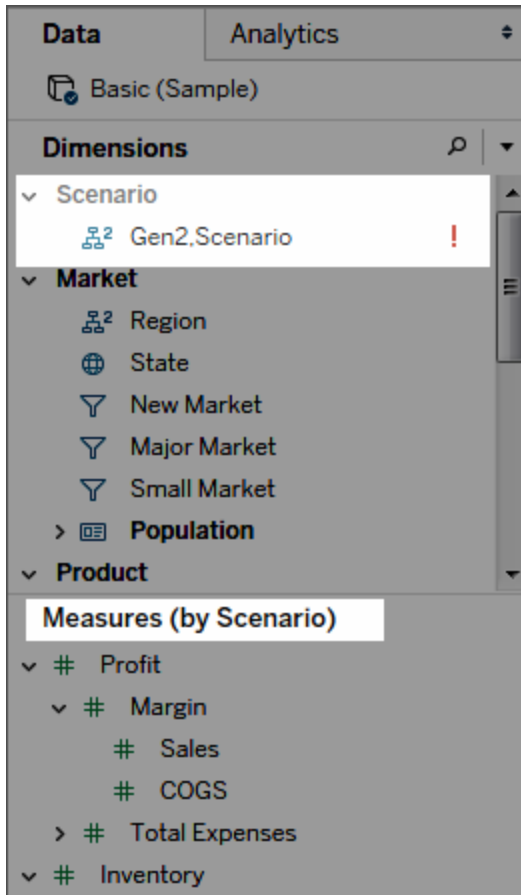 Data Analytics
Basic (Sample)
Dimensions
Scenario
Gen2,Scenario !
Market
Region
State
New Market
Major Market
Small Market
Population
Product
Measures (by Scenario)
Profit
Margin
Sales
COGS
Total Expenses
Inventory